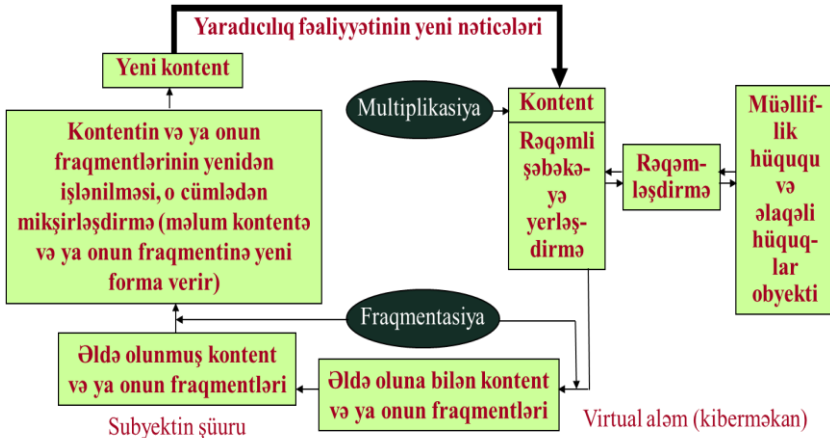 Yaradıcılıq fəaliyyətinin yeni nəticələri
Yeni kontent
Multiplikasiya
Kontent
Rəqəmli
şəbəkə-
yə
yerləş-
dirmə
Rəqəm-
ləşdirmə
Müəllif-
lik
hüququ
və
əlaqəli
hüquq-
lar
obyekti
Kontentin və ya onun
fraqmentlərinin yenidən
işlənilməsi, o cümlədən
mikşirləşdirmə (məlum kontentə
və ya onun fraqmentinə yeni
forma verir)
Fraqmentasiya
Əldə olunmuş kontent
və ya onun fraqmentləri
Əldə oluna bilən kontent
və ya onun fraqmentləri
Subyektin şüuru
Virtual aləm (kiberməkan)